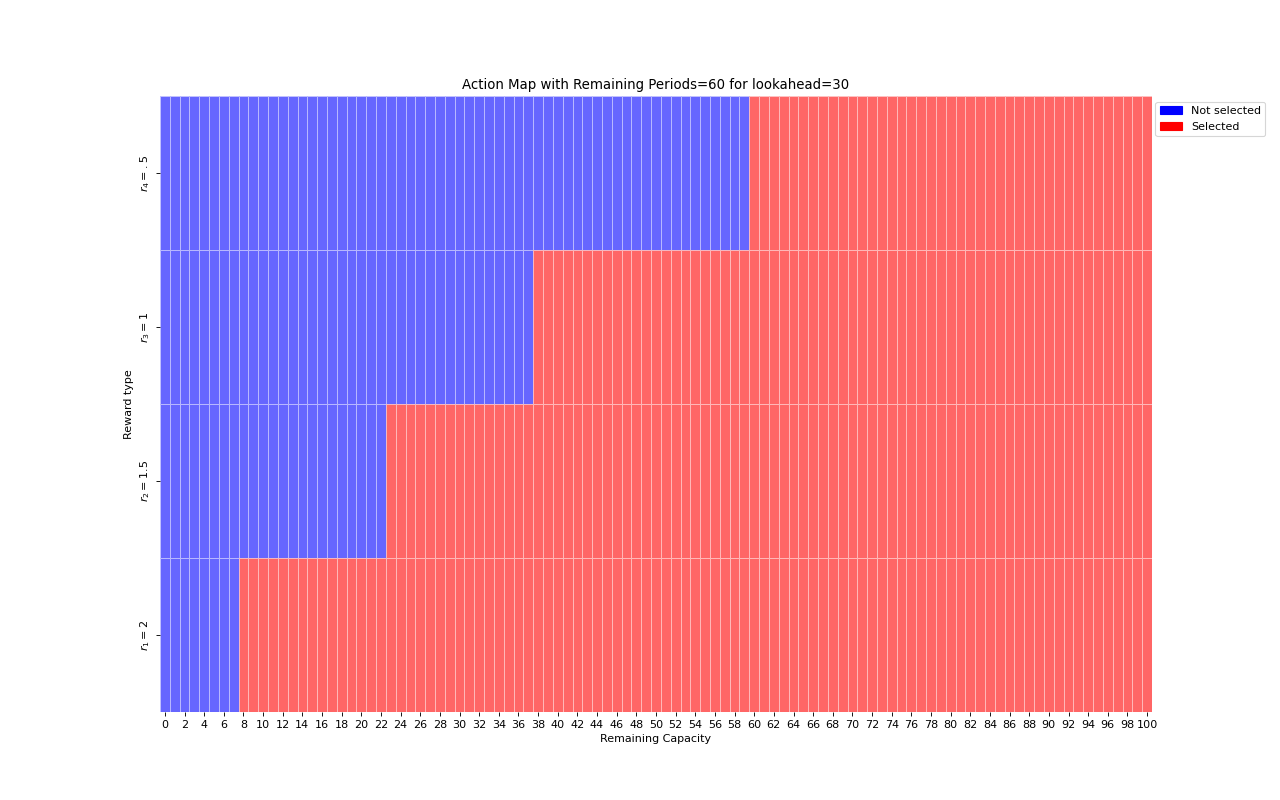 Action Map with Remaining Periods=60 for lookahead=30
Not selected
Selected
r₄ = .5
r₃ = 1
r₂ = 1.5
r₁ = 2
Reward type
0 2 4 6 8 10 12 14 16 18 20 22 24 26 28 30 32 34 36 38 40 42 44 46 48 50 52 54 56 58 60 62 64 66 68 70 72 74 76 78 80 82 84 86 88 90 92 94 96 98 100
Remaining Capacity